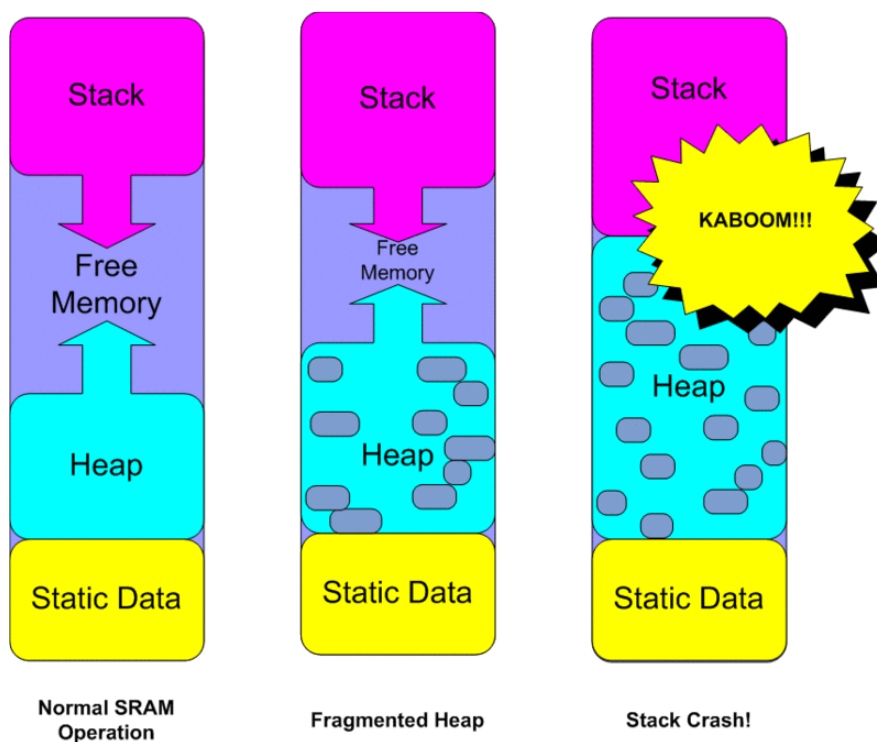 Stack
Free
Memory
Heap
Static Data
Normal SRAM
Operation
Stack
Free
Memory
Heap
Static Data
Fragmented Heap
Stack
KABOOM!!!
Heap
Static Data
Stack Crash!